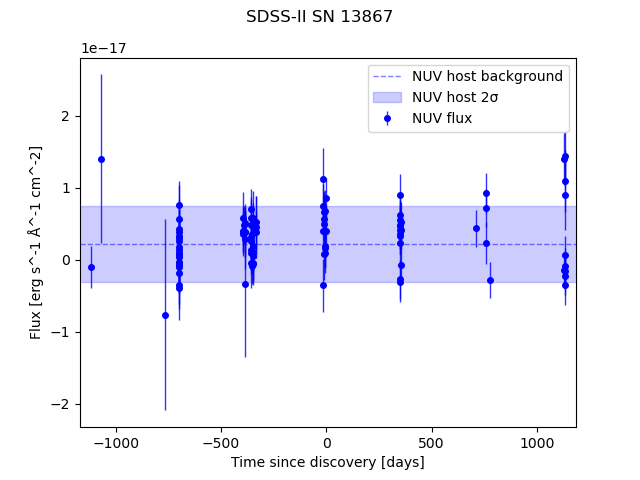 SDSS-II SN 13867
1e−17
NUV host background
NUV host 2σ
NUV flux
2
1
0
−1
−2
Flux [erg s^-1 Å^-1 cm^-2]
−1000
−500
0
500
1000
Time since discovery [days]